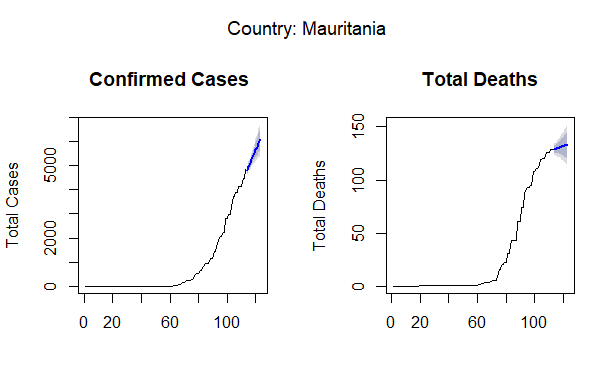 Country: Mauritania
Confirmed Cases
Total Deaths
Total Cases
0
2000
5000
0 20 60 100
Total Deaths
0
50
100
150
0 20 60 100